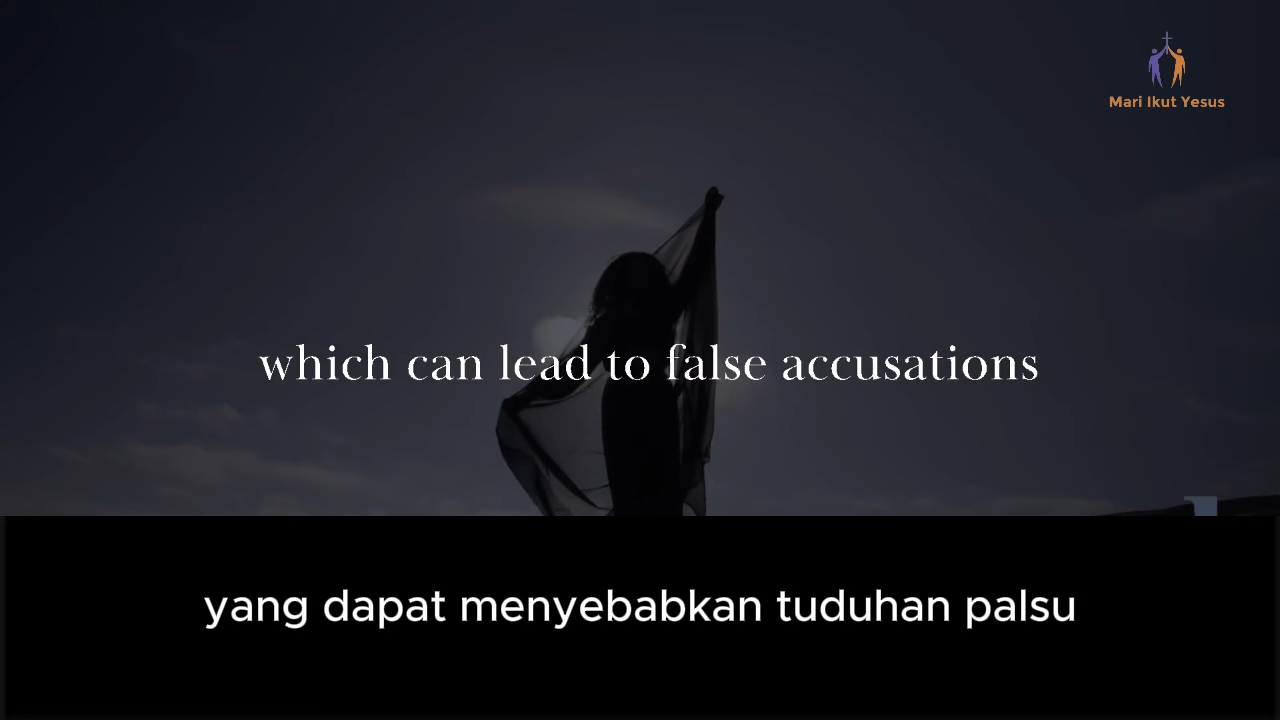 Mari Ikut Yesus
which can lead to false accusations
yang dapat menyebabkan tuduhan palsu